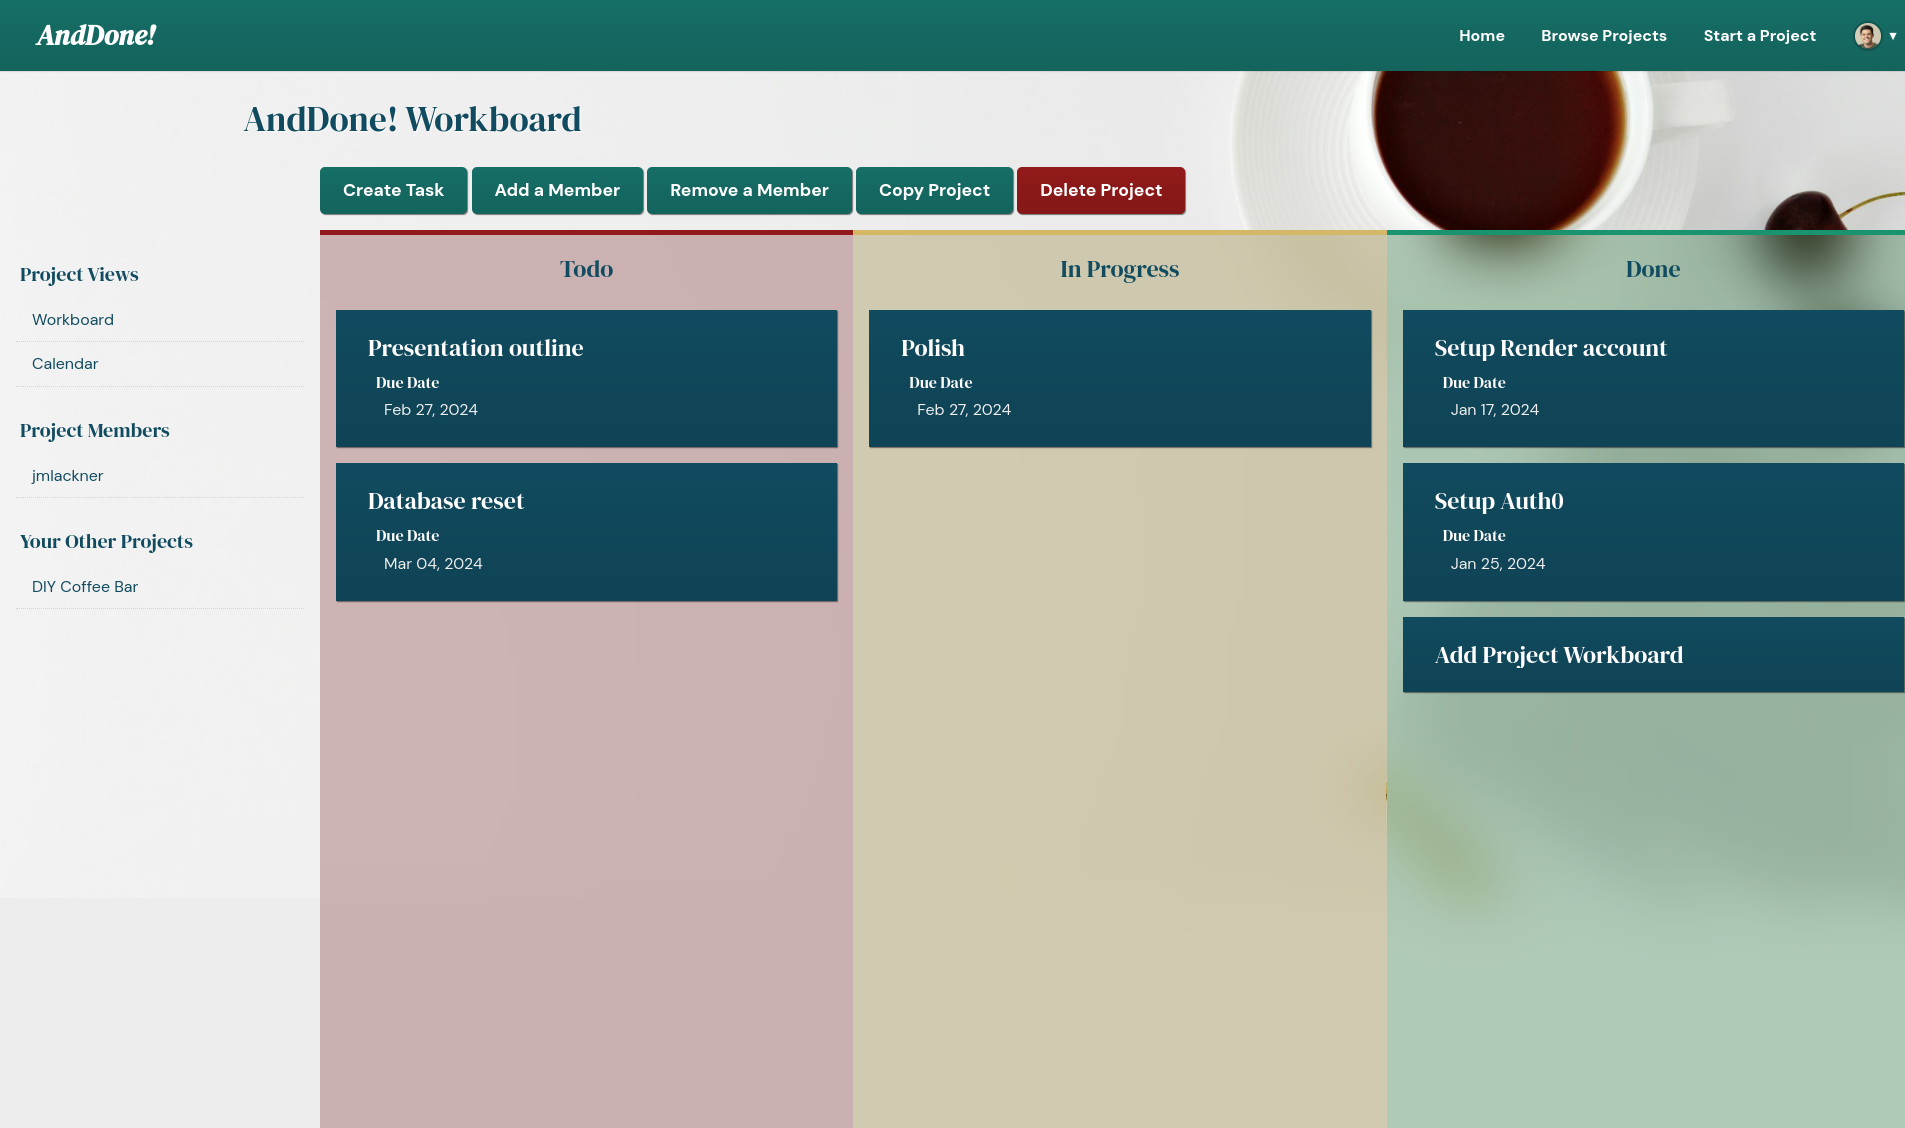 AndDone!
Home
Browse Projects
Start a Project
▼
AndDone! Workboard
Create Task
Add a Member
Remove a Member
Copy Project
Delete Project
Project Views
Workboard
Calendar
Project Members
jmlackner
Your Other Projects
DIY Coffee Bar
Todo
Presentation outline
Due Date
Feb 27, 2024
Database reset
Due Date
Mar 04, 2024
In Progress
Polish
Due Date
Feb 27, 2024
Done
Setup Render account
Due Date
Jan 17, 2024
Setup Auth0
Due Date
Jan 25, 2024
Add Project Workboard